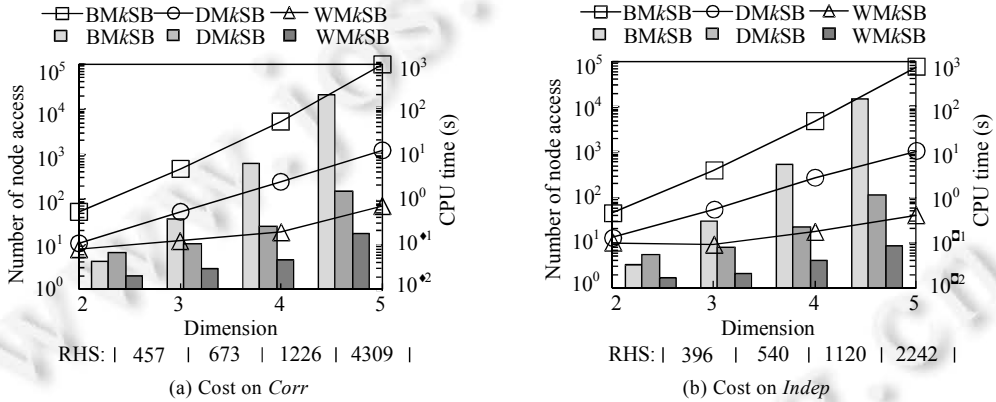 BMkSB DMkSB WMkSB
BMkSB DMkSB WMkSB
Number of node access
10^5
10^4
10^3
10^2
10^1
10^0
10^3
10^2
10^1
10^0
10^♦1
10^♦2
CPU time (s)
2 3 4 5
Dimension
RHS: | 457 | 673 | 1226 | 4309 |
(a) Cost on Corr
BMkSB DMkSB WMkSB
BMkSB DMkSB WMkSB
Number of node access
10^5
10^4
10^3
10^2
10^1
10^0
10^3
10^2
10^1
10^0
CPU time (s)
2 3 4 5
Dimension
RHS: | 396 | 540 | 1120 | 2242 |
(b) Cost on Indep